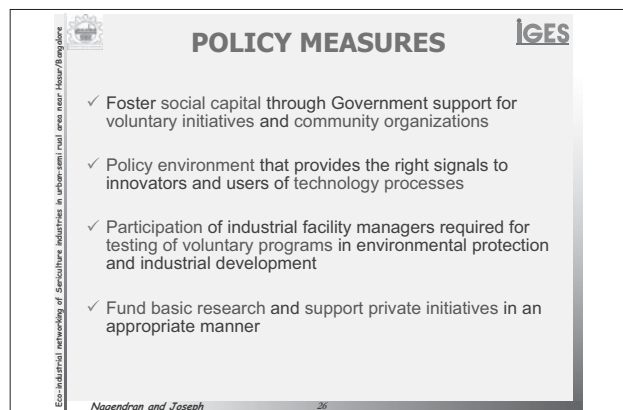 POLICY MEASURES
IGES
Eco-industrial networking of Sericulture industries in urban-semi rual area near Hosur/Bangalore
✓ Foster social capital through Government support for
voluntary initiatives and community organizations
✓ Policy environment that provides the right signals to
innovators and users of technology processes
✓ Participation of industrial facility managers required for
testing of voluntary programs in environmental protection
and industrial development
✓ Fund basic research and support private initiatives in an
appropriate manner
Nagendran and Joseph
26